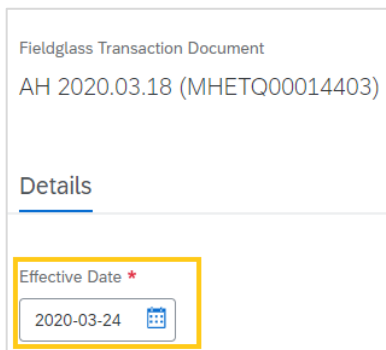 Fieldglass Transaction Document
AH 2020.03.18 (MHETQ00014403)
Details
Effective Date *
2020-03-24